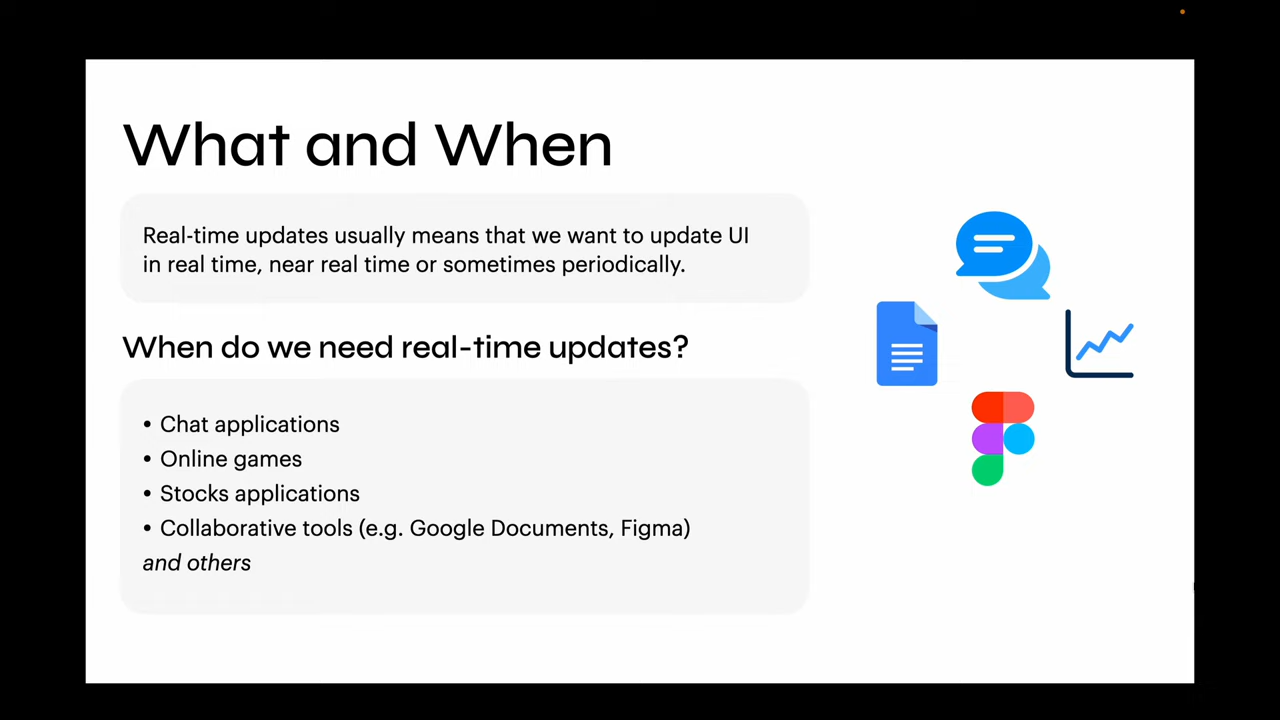 What and When
Real-time updates usually means that we want to update UI
in real time, near real time or sometimes periodically.
When do we need real-time updates?
• Chat applications
• Online games
• Stocks applications
• Collaborative tools (e.g. Google Documents, Figma)
and others